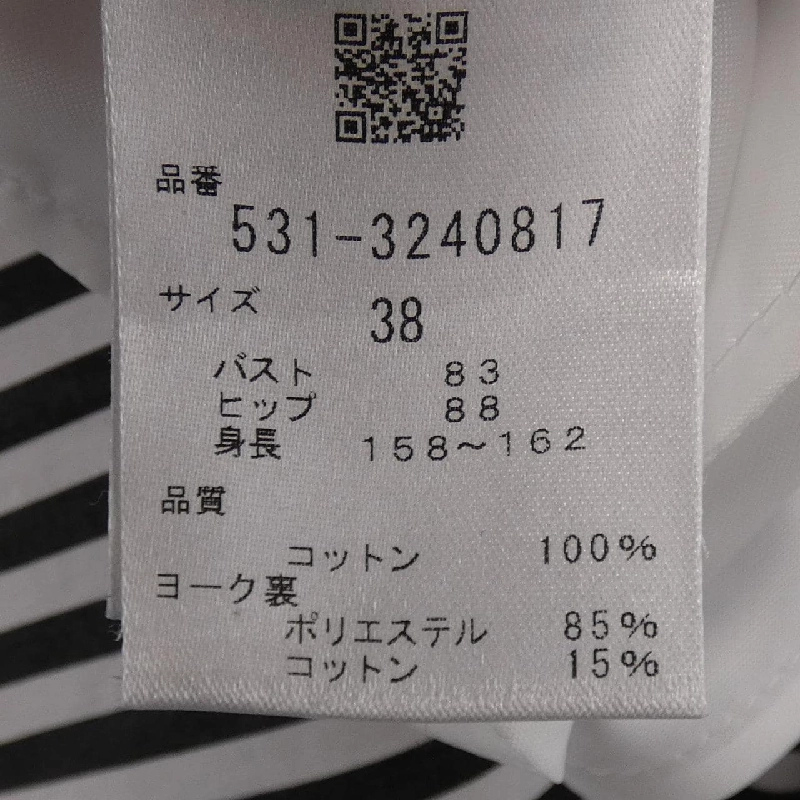 品番
531-3240817
サイズ 38
バスト 83
ヒップ 88
身長 158~162
品質
コットン 100%
ヨーク裏
ポリエステル 85%
コットン 15%